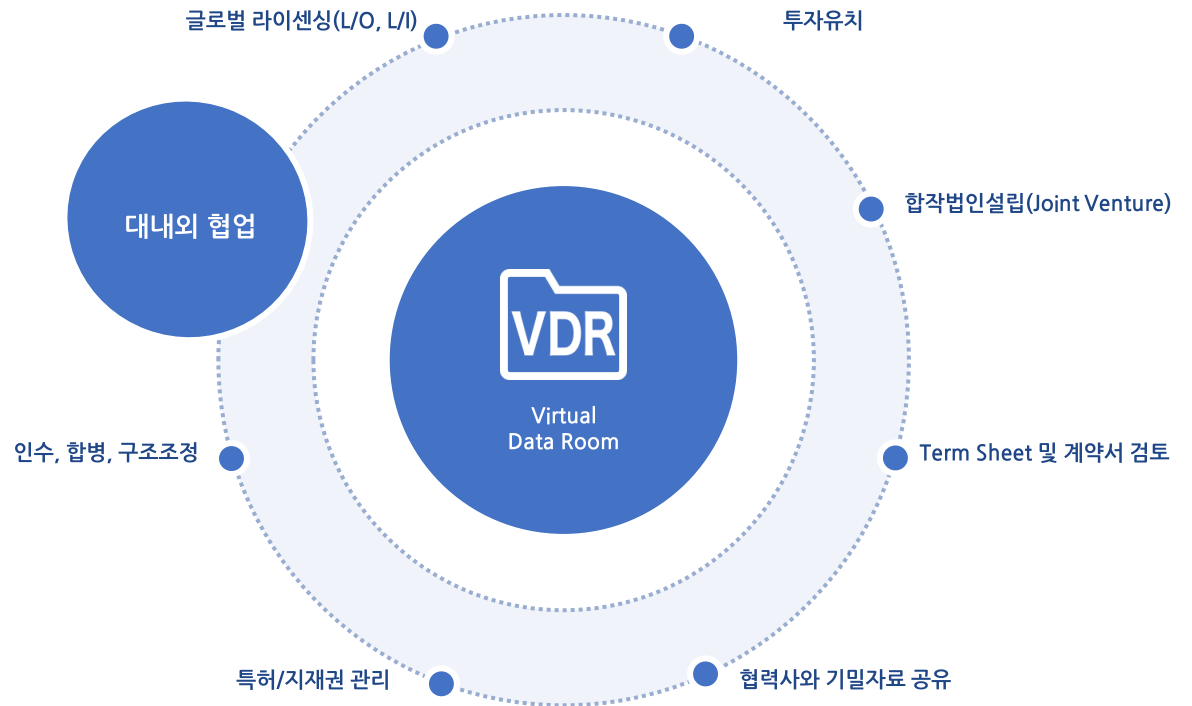 글로벌 라이센싱(L/O, L/I)
투자유치
대내외 협업
합작법인설립(Joint Venture)
VDR
Virtual
Data Room
인수, 합병, 구조조정
Term Sheet 및 계약서 검토
특허/지재권 관리
협력사와 기밀자료 공유